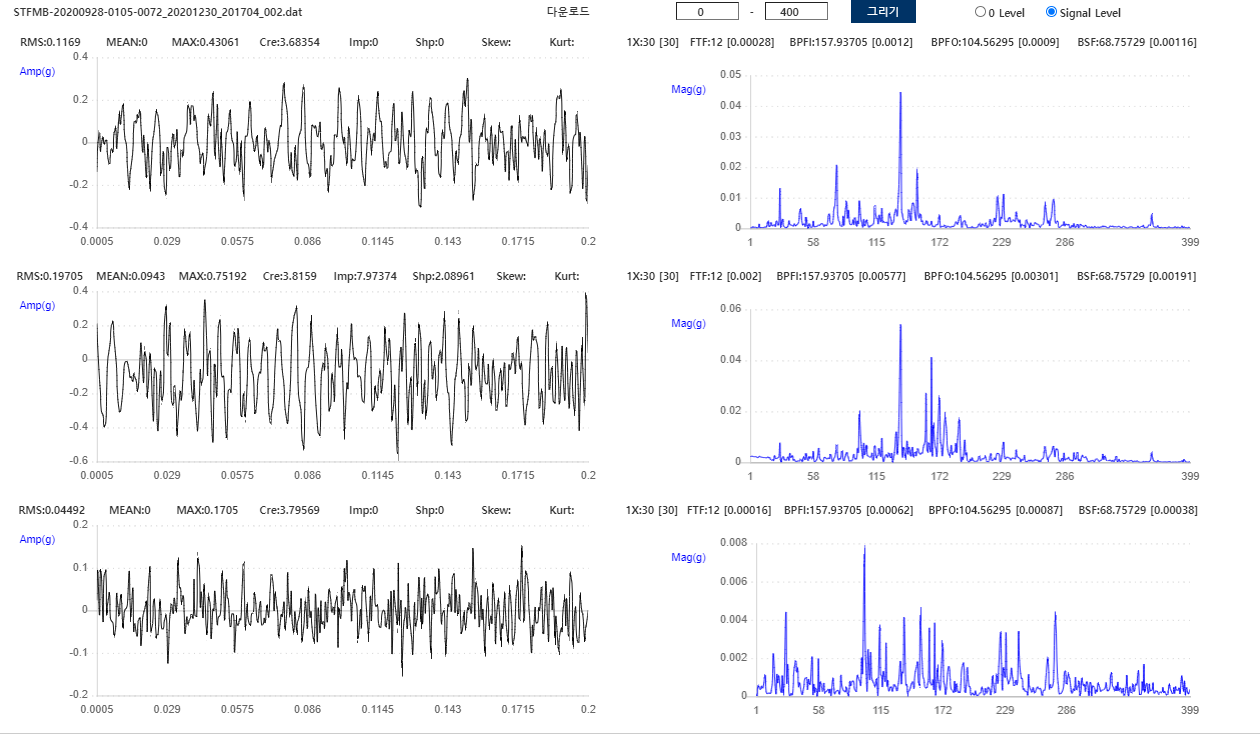 STFMB-20200928-0105-0072_20201230_201704_002.dat 다운로드 0 - 400 그리기 0 Level Signal Level
RMS:0.1169 MEAN:0 MAX:0.43061 Cre:3.68354 Imp:0 Shp:0 Skew: Kurt:
Amp(g)
0.4
0.2
0
-0.2
-0.4
0.0005 0.029 0.0575 0.086 0.1145 0.143 0.1715 0.2
1X:30 [30] FTF:12 [0.00028] BPFI:157.93705 [0.0012] BPFO:104.56295 [0.0009] BSF:68.75729 [0.00116]
Mag(g)
0.05
0.04
0.03
0.02
0.01
0
1 58 115 172 229 286 399
RMS:0.19705 MEAN:0.0943 MAX:0.75192 Cre:3.8159 Imp:7.97374 Shp:2.08961 Skew: Kurt:
Amp(g)
0.4
0.2
0
-0.2
-0.4
-0.6
0.0005 0.029 0.0575 0.086 0.1145 0.143 0.1715 0.2
1X:30 [30] FTF:12 [0.002] BPFI:157.93705 [0.00577] BPFO:104.56295 [0.00301] BSF:68.75729 [0.00191]
Mag(g)
0.06
0.04
0.02
0
1 58 115 172 229 286 399
RMS:0.04492 MEAN:0 MAX:0.1705 Cre:3.79569 Imp:0 Shp:0 Skew: Kurt:
Amp(g)
0.2
0.1
0
-0.1
-0.2
0.0005 0.029 0.0575 0.086 0.1145 0.143 0.1715 0.2
1X:30 [30] FTF:12 [0.00016] BPFI:157.93705 [0.00062] BPFO:104.56295 [0.00087] BSF:68.75729 [0.00038]
Mag(g)
0.008
0.006
0.004
0.002
0
1 58 115 172 229 286 399